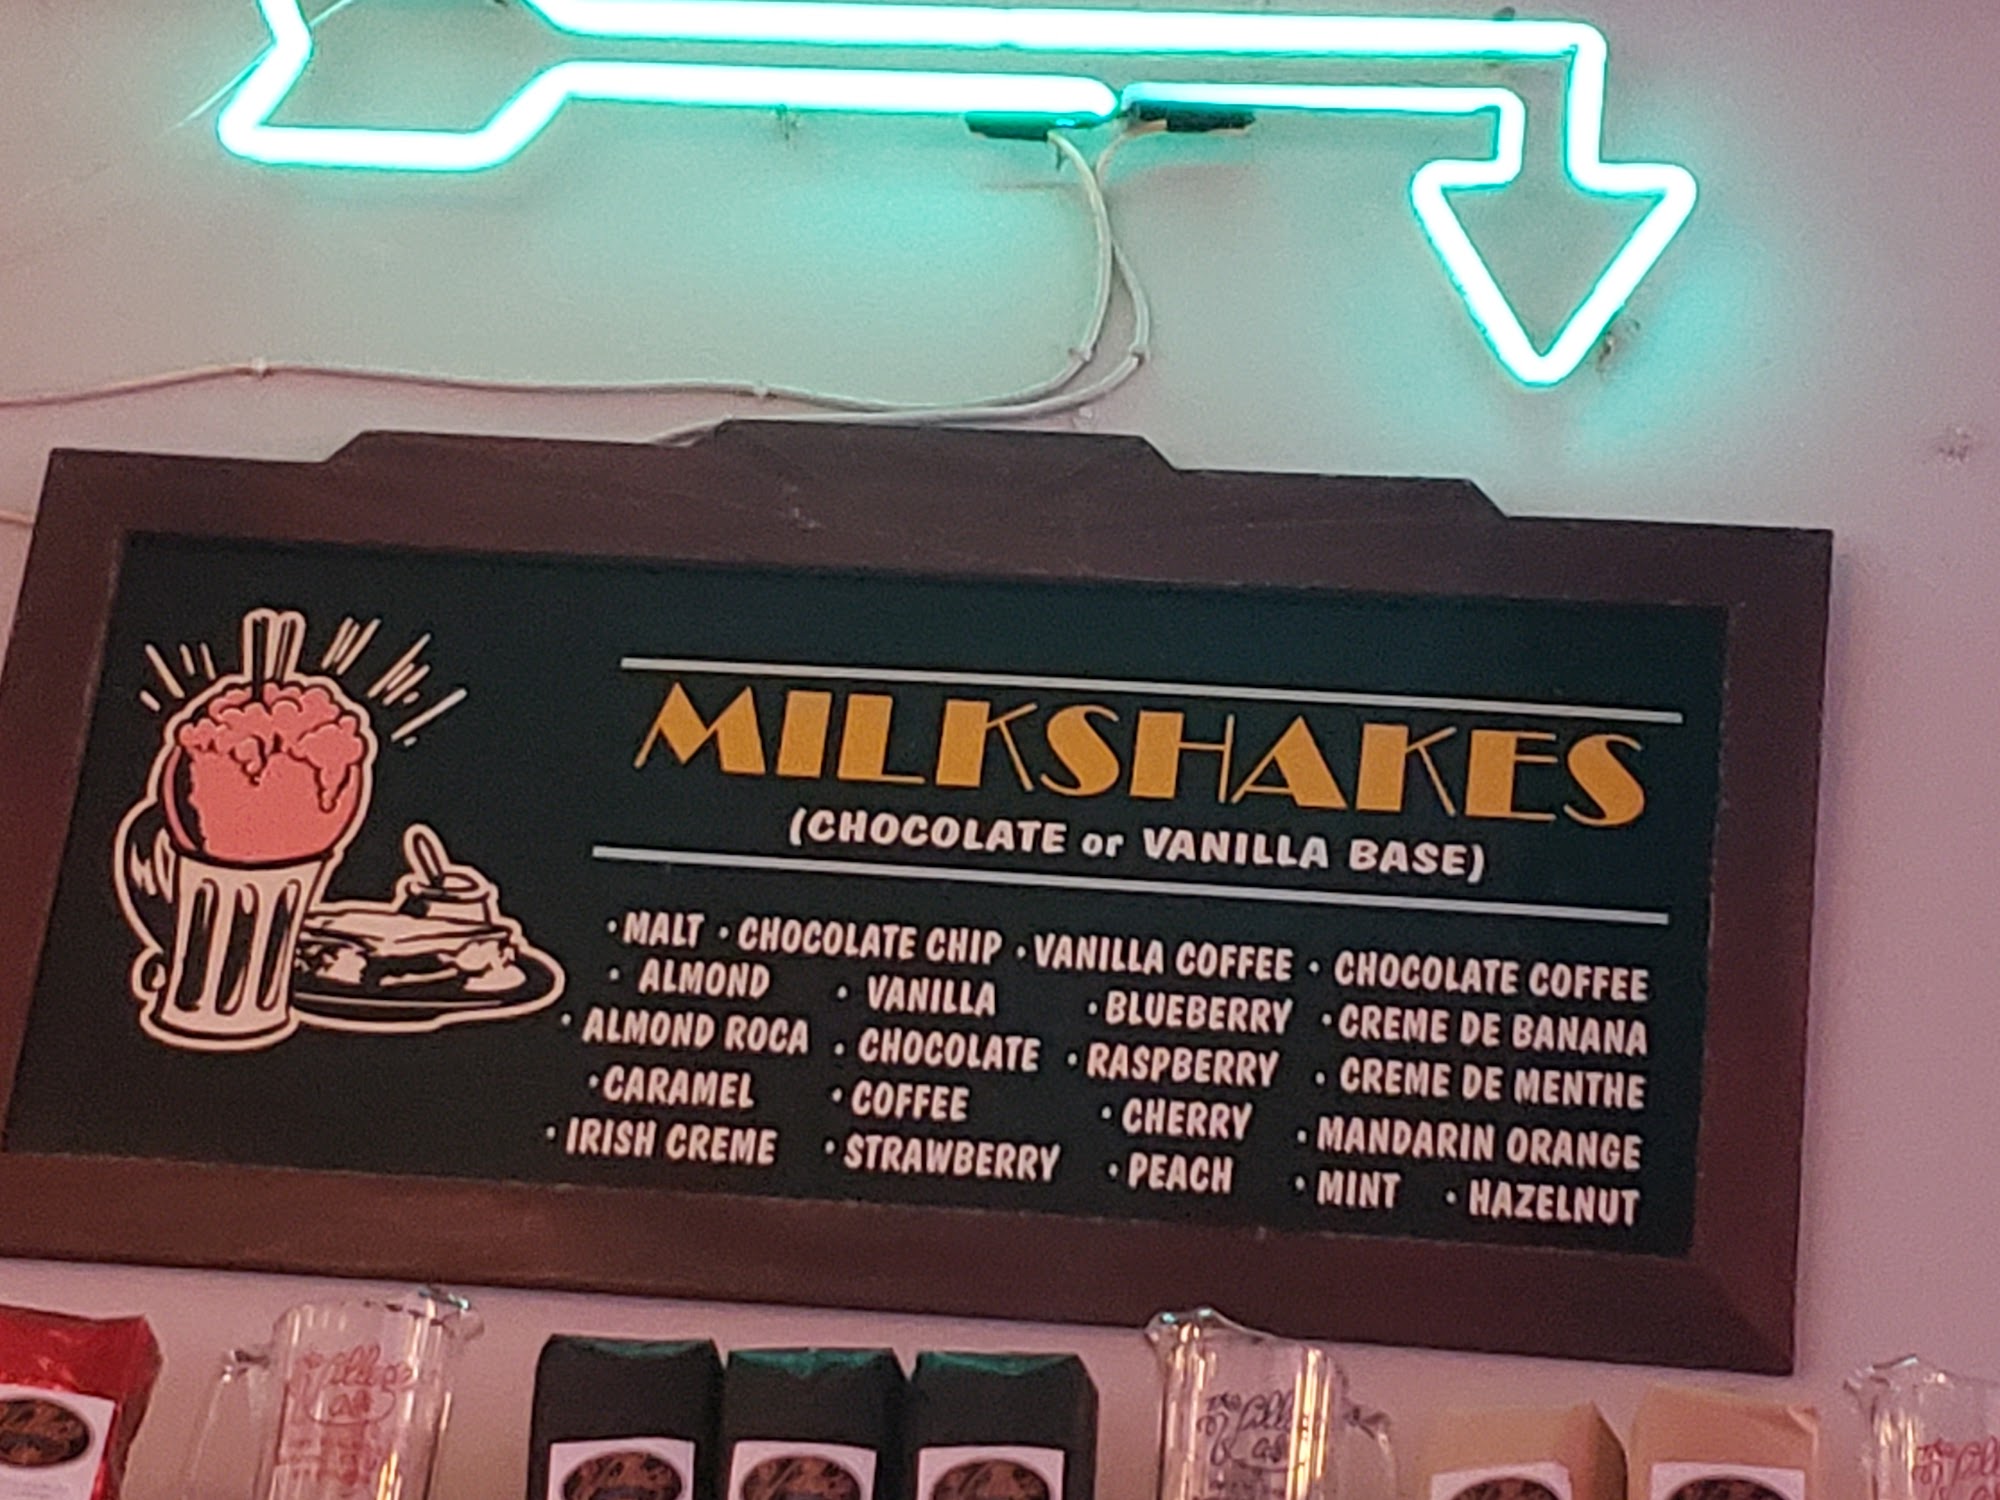 MILKSHAKES
(CHOCOLATE or VANILLA BASE)
· MALT · CHOCOLATE CHIP · VANILLA COFFEE · CHOCOLATE COFFEE
· ALMOND · VANILLA · BLUEBERRY · CREME DE BANANA
· ALMOND ROCA · CHOCOLATE · RASPBERRY · CREME DE MENTHE
· CARAMEL · COFFEE · CHERRY · MANDARIN ORANGE
· IRISH CREME · STRAWBERRY · PEACH · MINT · HAZELNUT